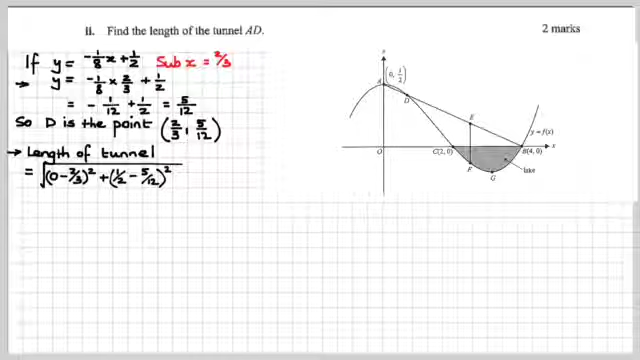 ii. Find the length of the tunnel AD.
2 marks
If y = -1/8 x + 1/2 Sub x = 2/3
→ y = -1/8 × 2/3 + 1/2
= -1/12 + 1/2 = 5/12
So D is the point (2/3, 5/12)
→ Length of tunnel
= √(0 - 2/3)² + (1/2 - 5/12)²
A
(0, 1/2)
D
E
y = f(x)
O
C(2, 0)
B(4, 0)
x
F
G
lake